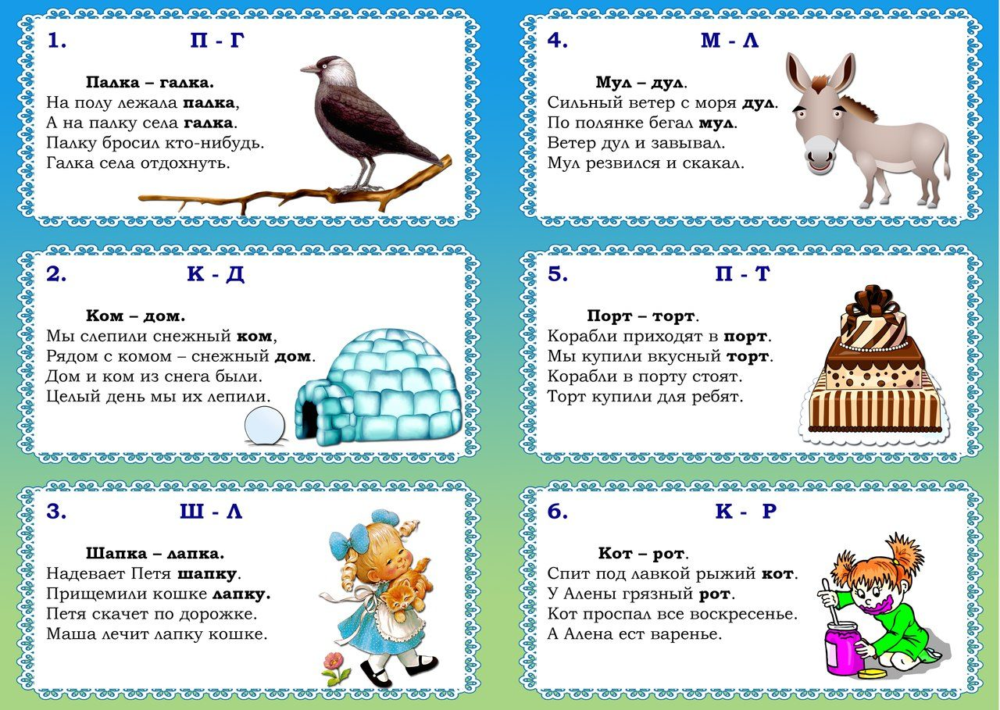 1. П - Г
Палка – галка.
На полу лежала палка,
А на палку села галка.
Палку бросил кто-нибудь.
Галка села отдохнуть.
2. К - Д
Ком – дом.
Мы слепили снежный ком,
Рядом с комом – снежный дом.
Дом и ком из снега были.
Целый день мы их лепили.
3. Ш - Л
Шапка – лапка.
Надевает Петя шапку.
Прищемили кошке лапку.
Петя скачет по дорожке.
Маша лечит лапку кошке.
4. М - Л
Мул – дул.
Сильный ветер с моря дул.
По полянке бегал мул.
Ветер дул и завывал.
Мул резвился и скакал.
5. П - Т
Порт – торт.
Корабли приходят в порт.
Мы купили вкусный торт.
Корабли в порту стоят.
Торт купили для ребят.
6. К - Р
Кот – рот.
Спит под лавкой рыжий кот.
У Алены грязный рот.
Кот проспал все воскресенье.
А Алена ест варенье.